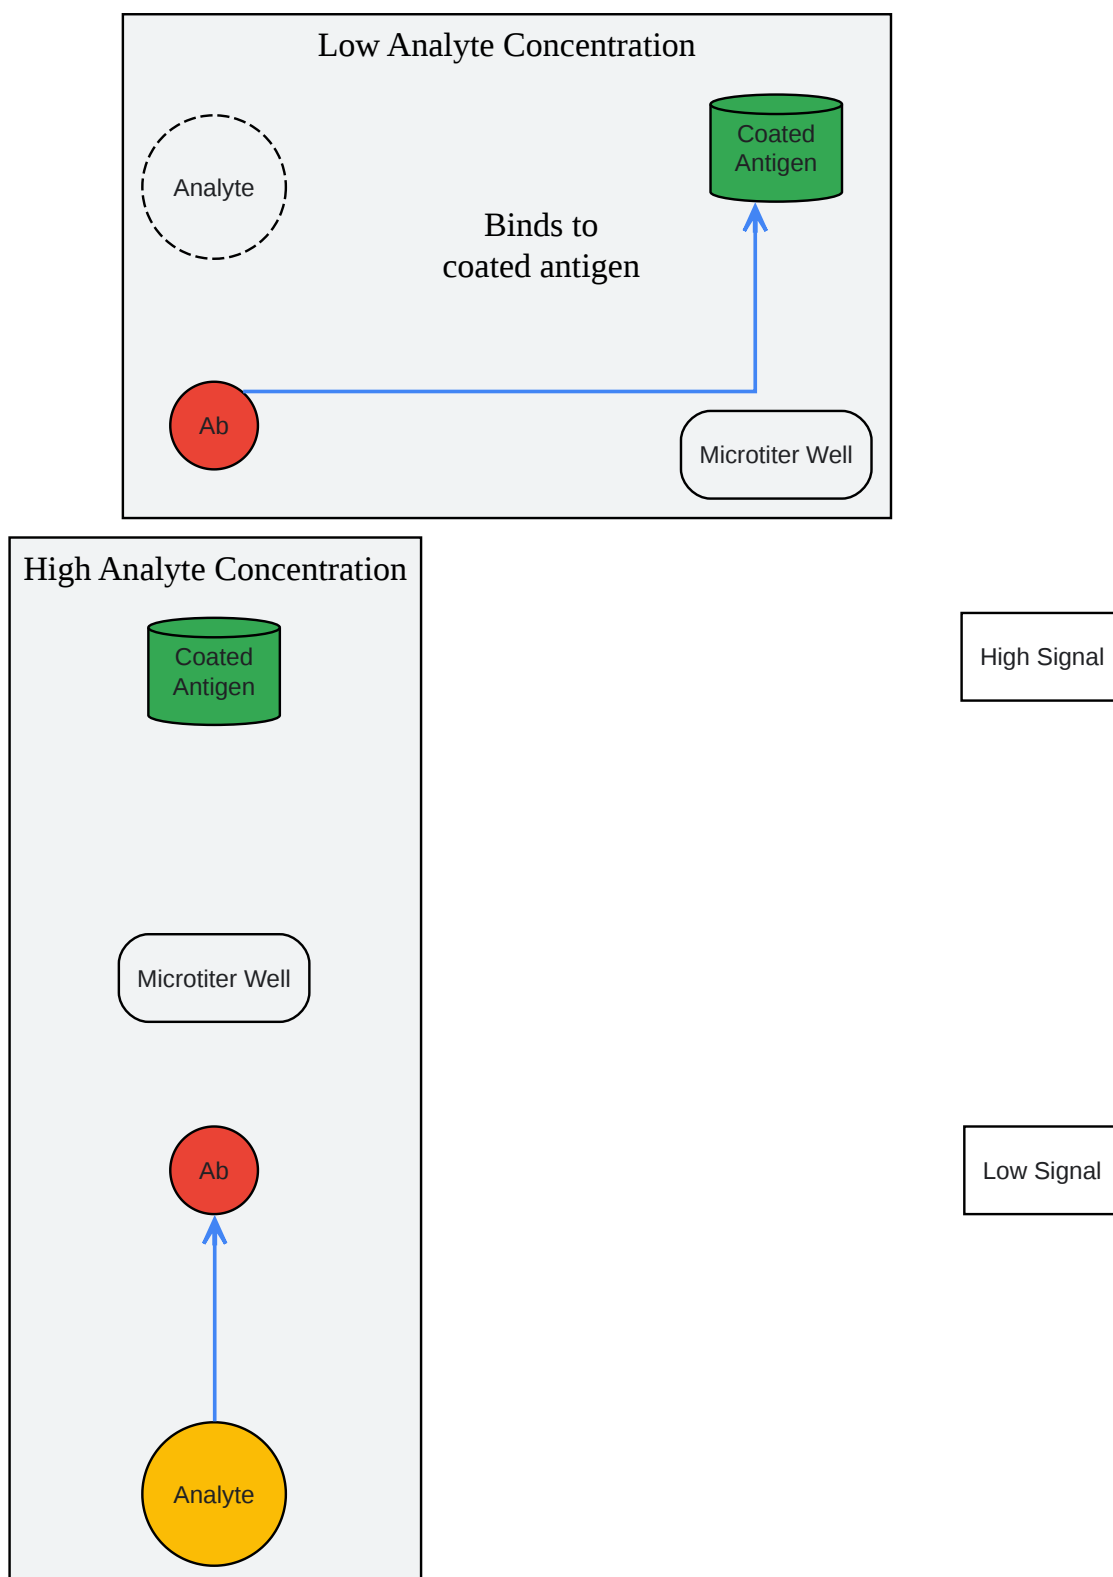 Low Analyte Concentration
Analyte
Coated
Antigen
Binds to
coated antigen
Ab
Microtiter Well
High Analyte Concentration
Coated
Antigen
High Signal
Microtiter Well
Ab
Low Signal
Analyte